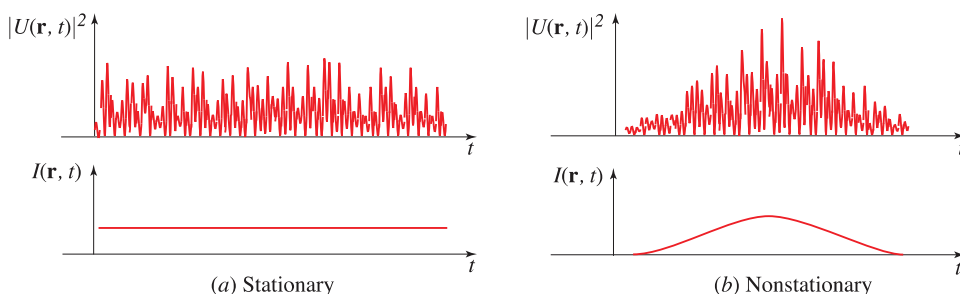 |U(r, t)|²
t
I(r, t)
t
(a) Stationary
|U(r, t)|²
t
I(r, t)
t
(b) Nonstationary